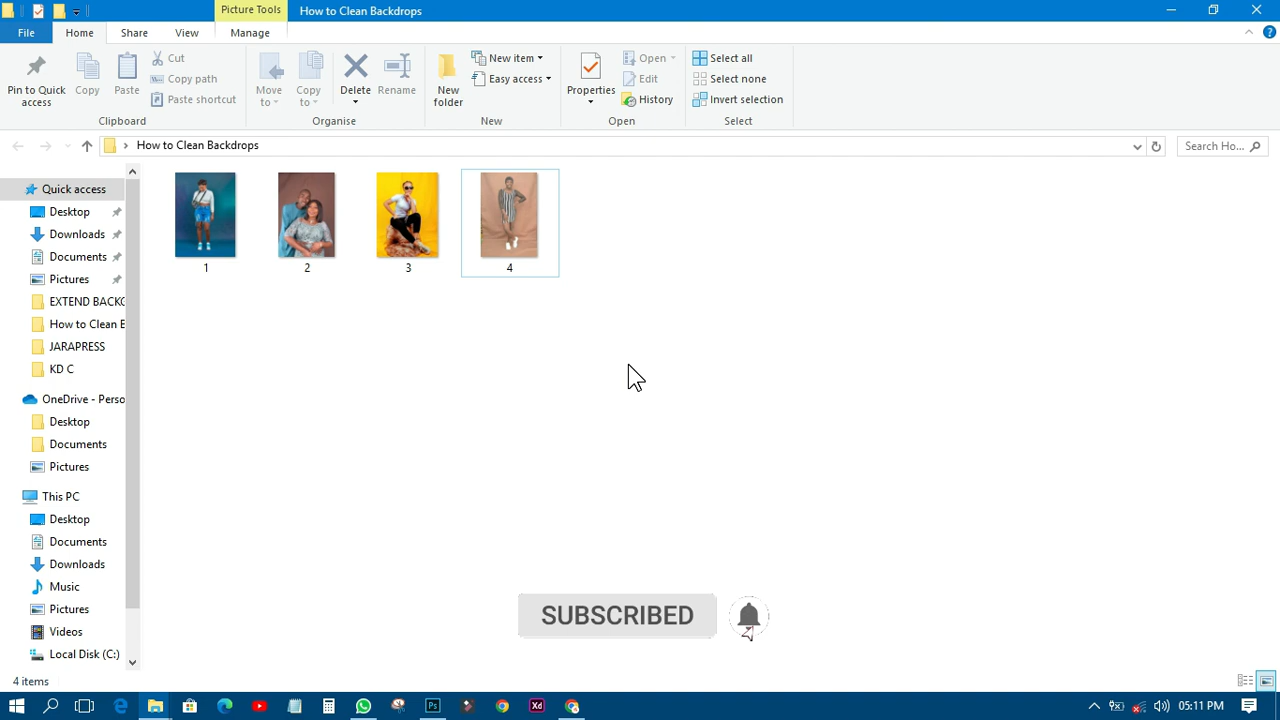 Picture Tools
How to Clean Backdrops
File
Home
Share
View
Manage
Pin to Quick access
Copy
Paste
Cut
Copy path
Paste shortcut
Clipboard
Move to
Copy to
Delete
Rename
Organise
New folder
New item
Easy access
New
Properties
Open
Edit
History
Open
Select all
Select none
Invert selection
Select
How to Clean Backdrops
Search Ho...
Quick access
Desktop
Downloads
Documents
Pictures
EXTEND BACKG
How to Clean B
JARAPRESS
KD C
OneDrive - Perso
Desktop
Documents
Pictures
This PC
Desktop
Documents
Downloads
Music
Pictures
Videos
Local Disk (C:)
1
2
3
4
SUBSCRIBED
4 items
Ps
Xd
05:11 PM